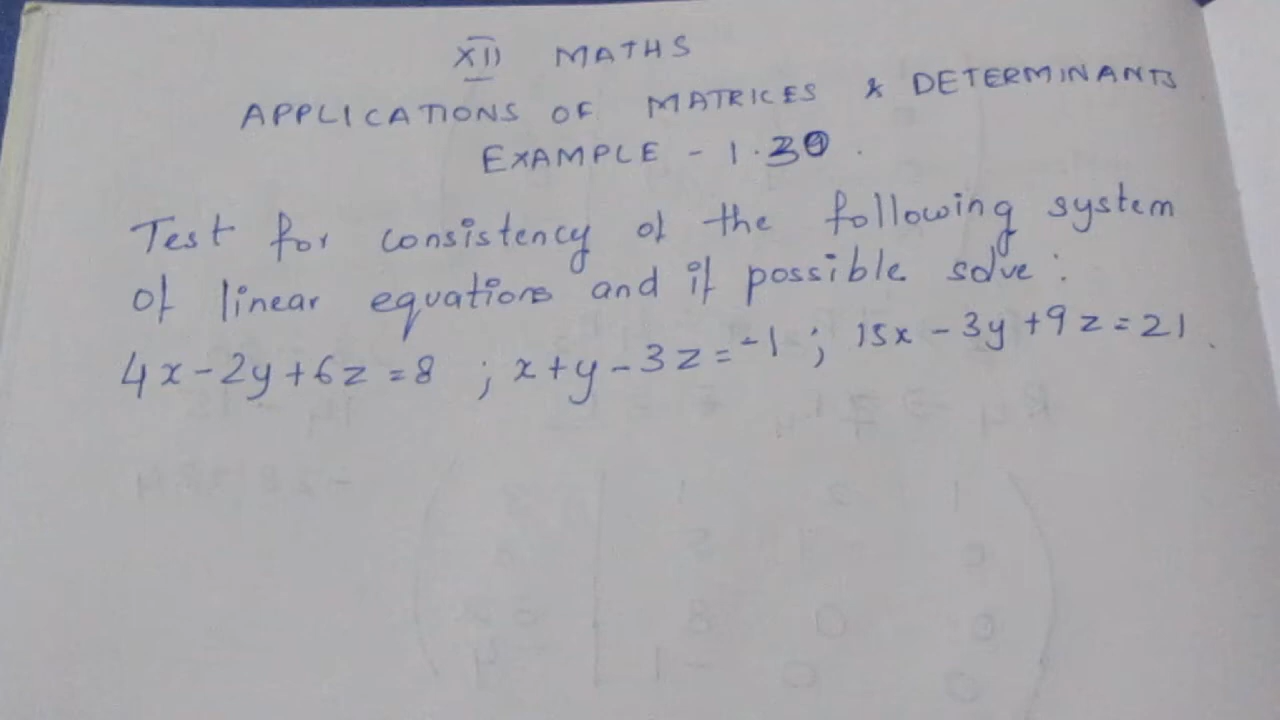 XII MATHS
APPLICATIONS OF MATRICES & DETERMINANTS
EXAMPLE - 1.30.
Test for consistency of the following system
of linear equations and if possible solve :
4x-2y+6z=8 ; x+y-3z=-1 ; 15x-3y+9z=21.